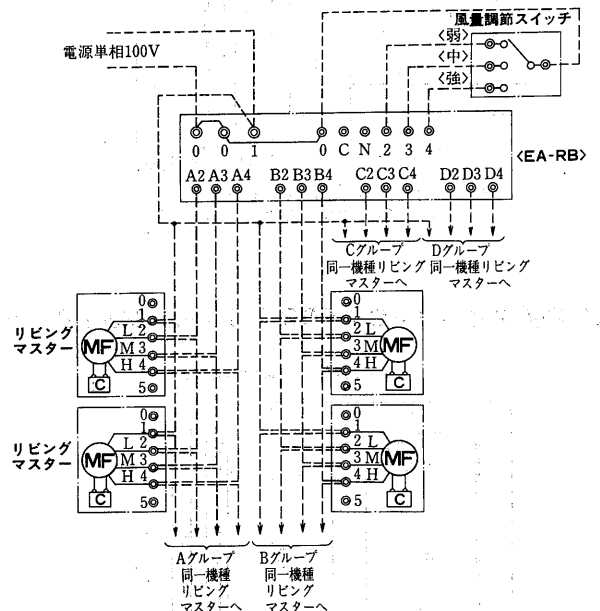 風量調節スイッチ
電源単相100V
<弱>
<中>
<強>
0 0 1 0 C N 2 3 4
<EA-RB>
A2 A3 A4 B2 B3 B4 C2 C3 C4 D2 D3 D4
Cグループ
同一機種リビング
マスターへ
Dグループ
同一機種リビング
マスターへ
リビング
マスター
0
1
L 2
M 3
H 4
5
MF
C
0
1
2 L
3 M
4 H
5
MF
C
リビング
マスター
0
1
L 2
M 3
H 4
5
MF
C
0
1
2 L
3 M
4 H
5
MF
C
Aグループ
同一機種
リビング
マスターへ
Bグループ
同一機種
リビング
マスターへ